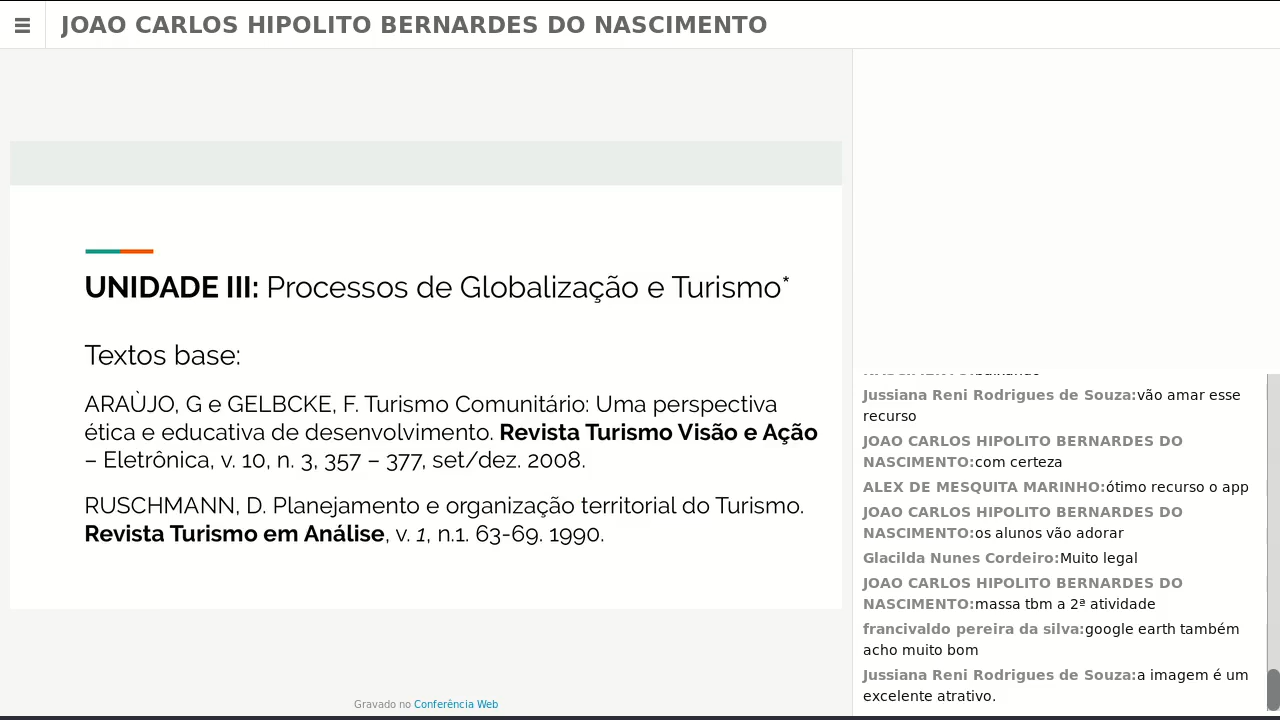 JOAO CARLOS HIPOLITO BERNARDES DO NASCIMENTO
UNIDADE III: Processos de Globalização e Turismo*
Textos base:
ARAÙJO, G e GELBCKE, F. Turismo Comunitário: Uma perspectiva
ética e educativa de desenvolvimento. Revista Turismo Visão e Ação
– Eletrônica, v. 10, n. 3, 357 – 377, set/dez. 2008.
RUSCHMANN, D. Planejamento e organização territorial do Turismo.
Revista Turismo em Análise, v. 1, n.1. 63-69. 1990.
Gravado no Conferência Web
Jussiana Reni Rodrigues de Souza:vão amar esse
recurso
JOAO CARLOS HIPOLITO BERNARDES DO
NASCIMENTO:com certeza
ALEX DE MESQUITA MARINHO:ótimo recurso o app
JOAO CARLOS HIPOLITO BERNARDES DO
NASCIMENTO:os alunos vão adorar
Glacilda Nunes Cordeiro:Muito legal
JOAO CARLOS HIPOLITO BERNARDES DO
NASCIMENTO:massa tbm a 2ª atividade
francivaldo pereira da silva:google earth também
acho muito bom
Jussiana Reni Rodrigues de Souza:a imagem é um
excelente atrativo.